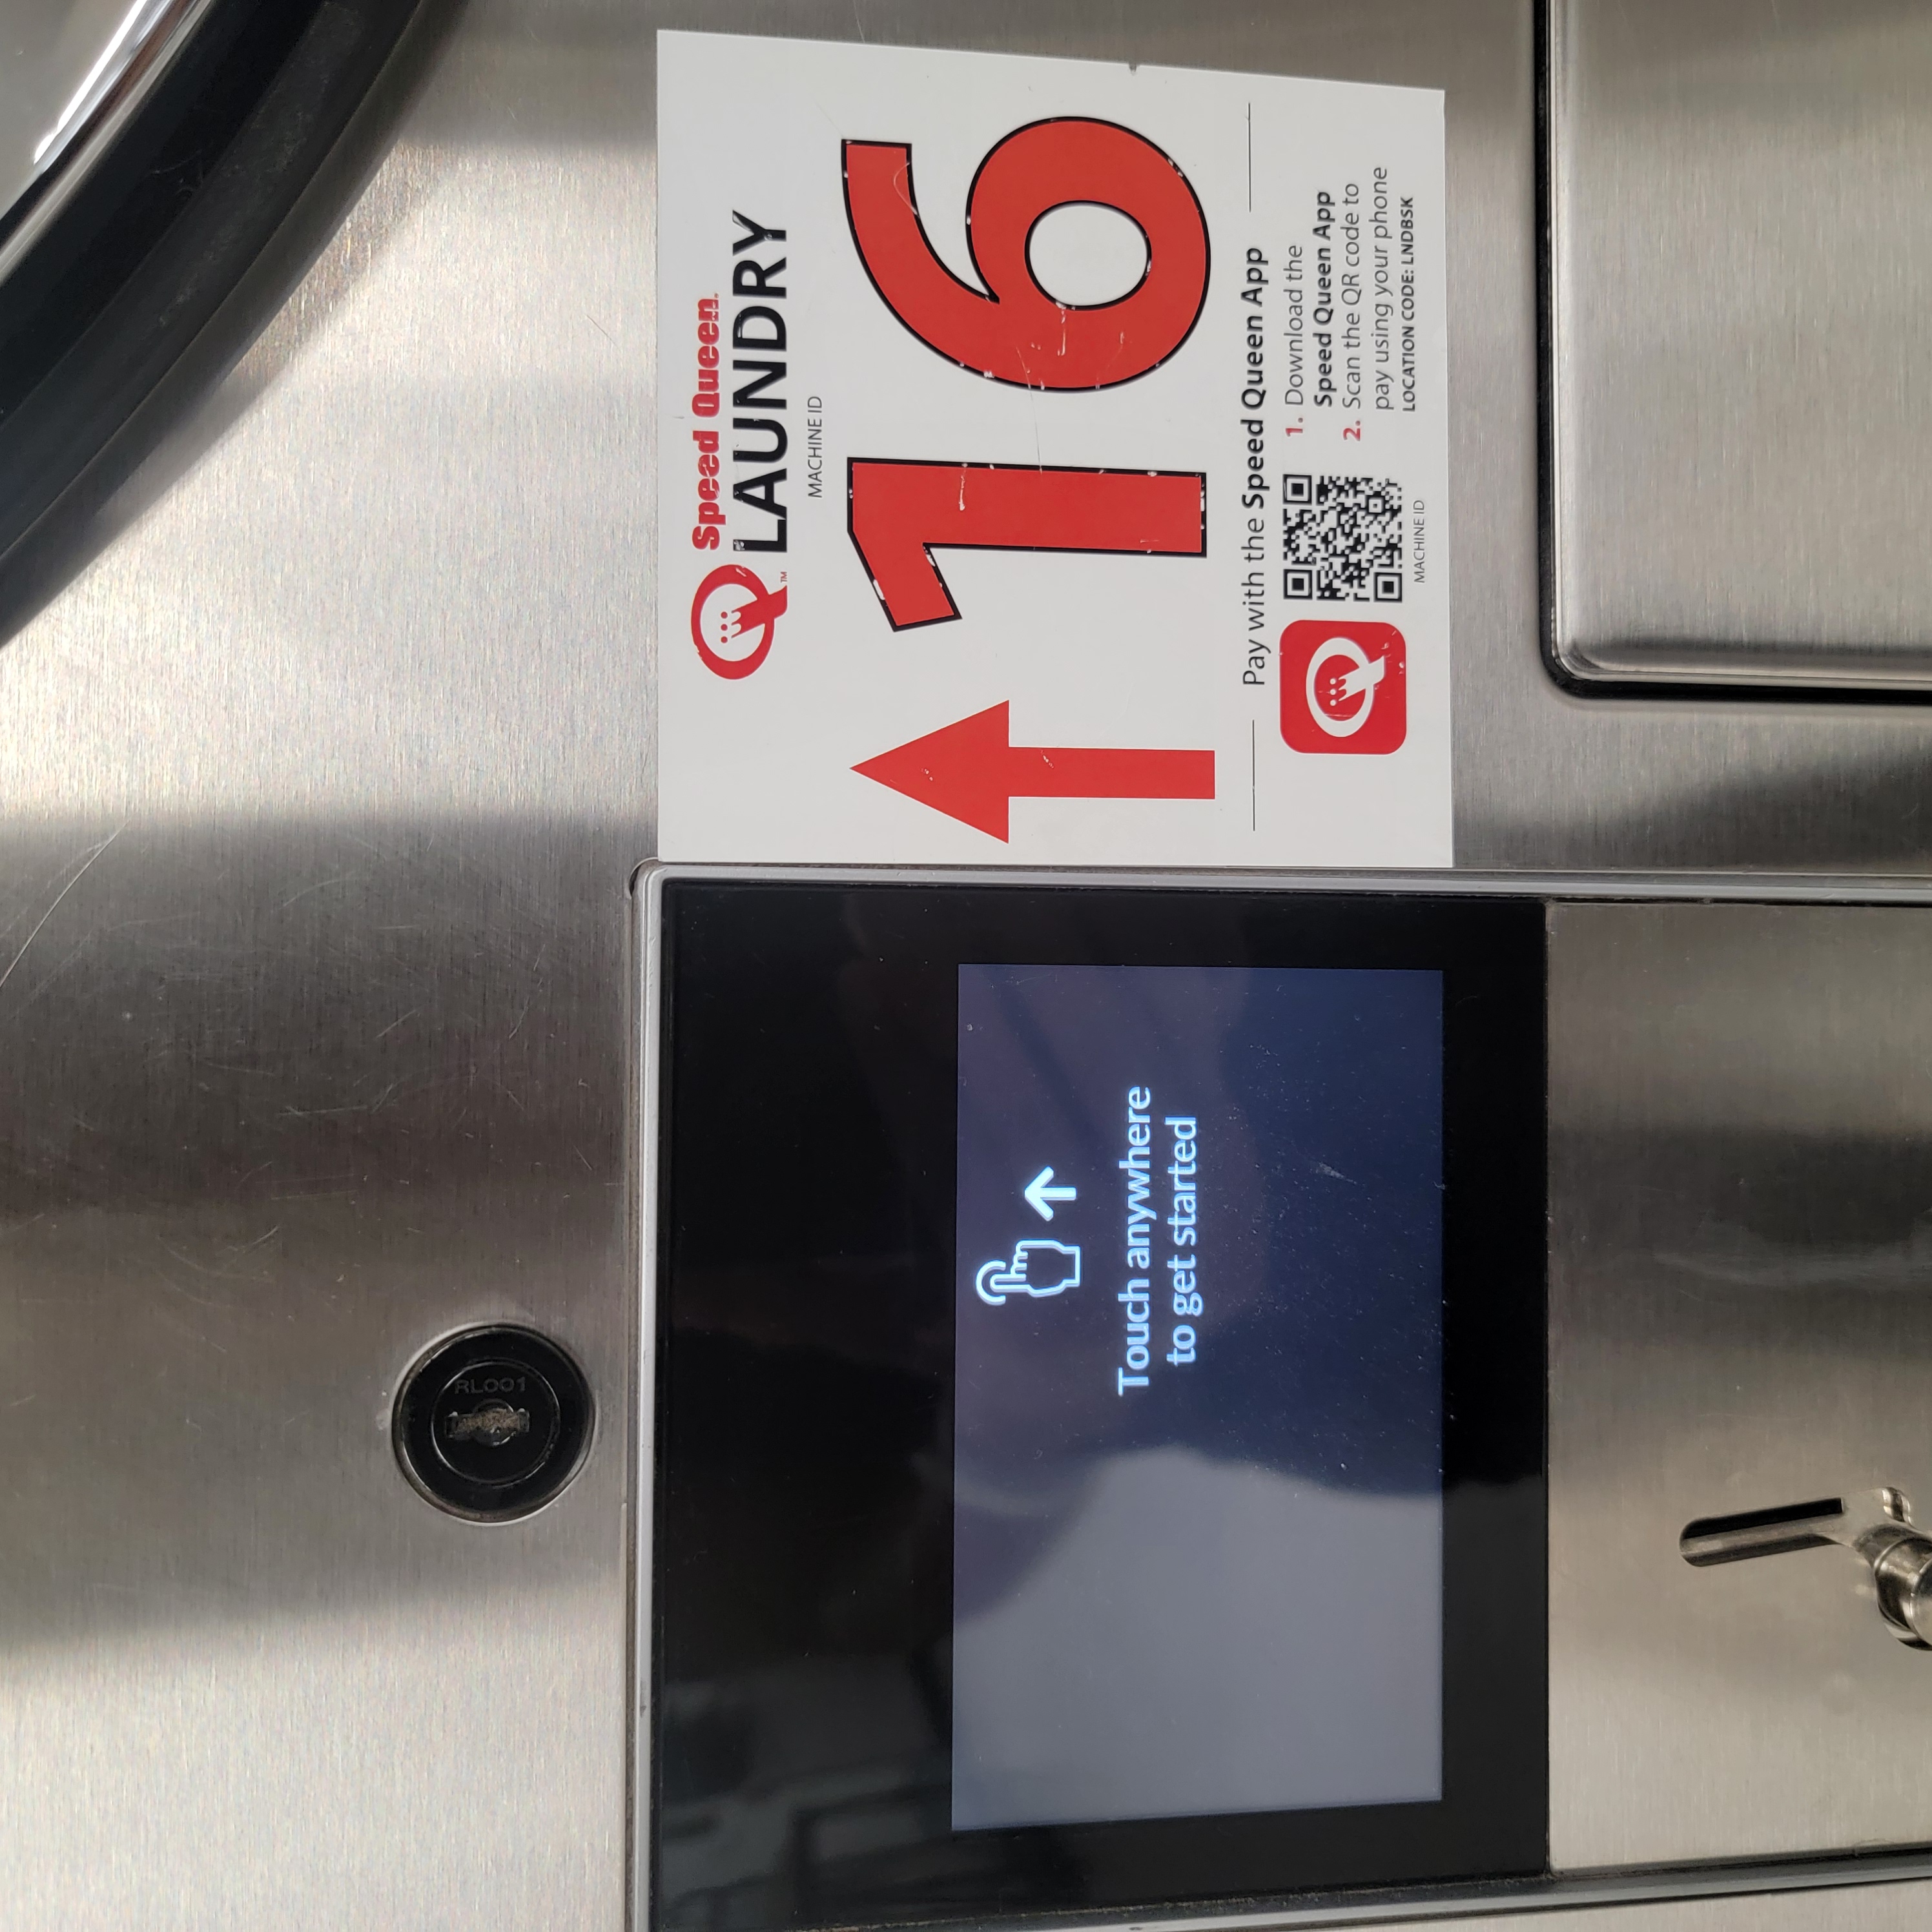 RL001
Touch anywhere
to get started
Speed Queen
LAUNDRY
TM
MACHINE ID
16
Pay with the Speed Queen App
1. Download the
Speed Queen App
2. Scan the QR code to
pay using your phone
LOCATION CODE: LNDBSK
MACHINE ID